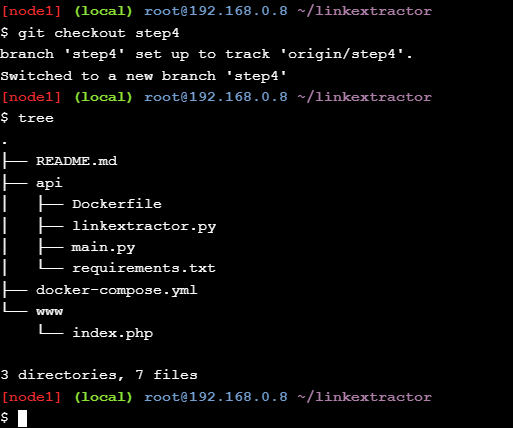 [node1] (local) root@192.168.0.8 ~/linkextractor
$ git checkout step4
branch 'step4' set up to track 'origin/step4'.
Switched to a new branch 'step4'
[node1] (local) root@192.168.0.8 ~/linkextractor
$ tree
.
├── README.md
├── api
│   ├── Dockerfile
│   ├── linkextractor.py
│   ├── main.py
│   └── requirements.txt
├── docker-compose.yml
└── www
    └── index.php

3 directories, 7 files
[node1] (local) root@192.168.0.8 ~/linkextractor
$